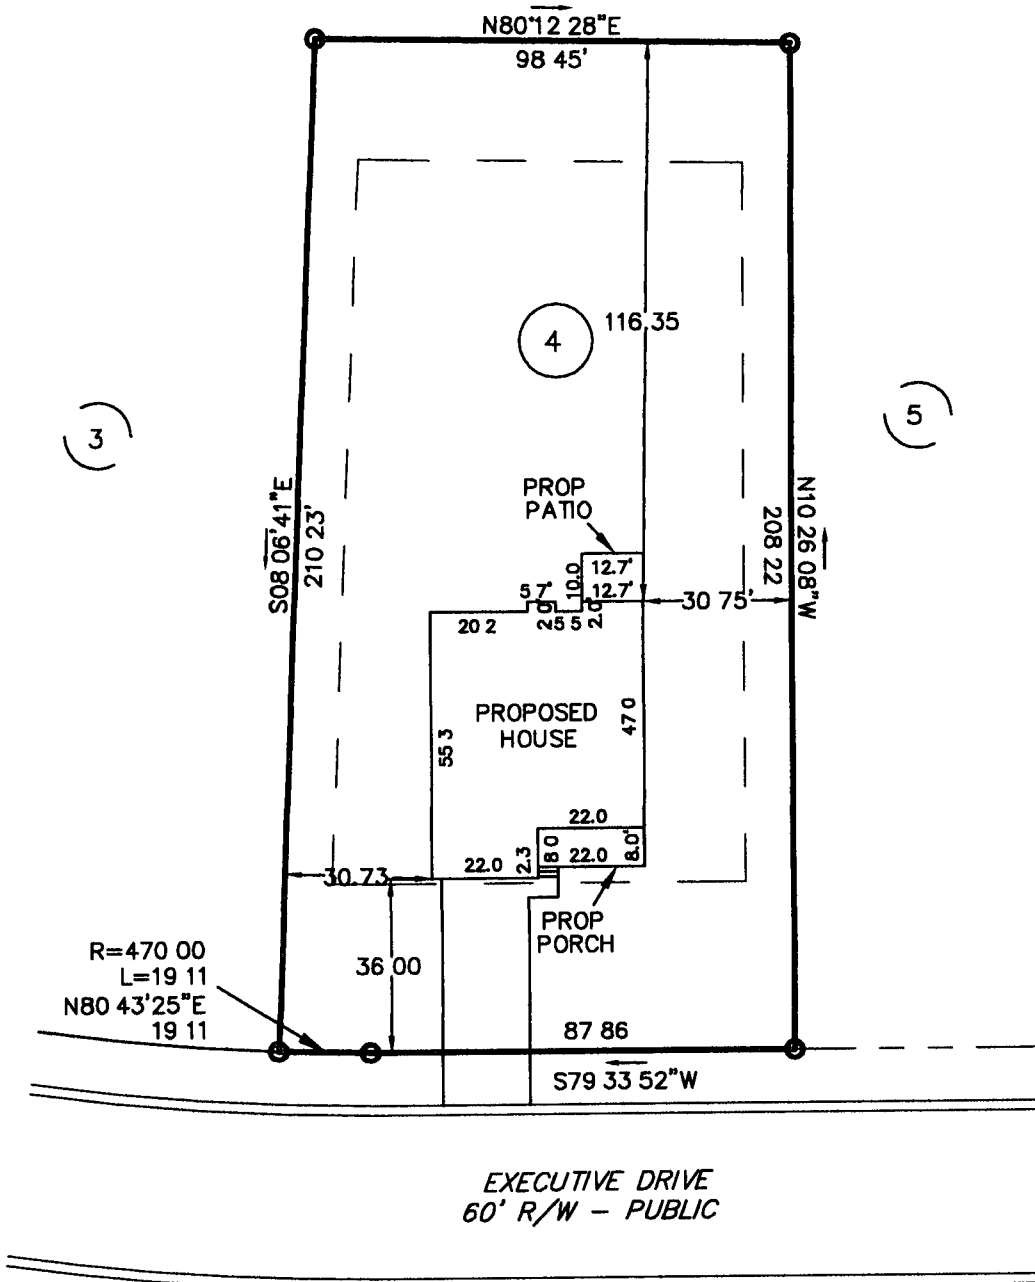 N80°12 28"E
98 45'
4
116.35
3
5
PROP
PATIO
S08 06'41"E
210 23'
N10 26 08"W
208 22
12.7'
10.0
5 7'
12.7'
2.0
5 5
2.0
30 75'
20 2
PROPOSED
HOUSE
47 0
55 3
22.0
8 0
8.0'
22.0
2.3
22.0
30.73
PROP
PORCH
36 00
R=470 00
L=19 11
N80 43'25"E
19 11
87 86
S79 33 52"W
EXECUTIVE DRIVE
60' R/W - PUBLIC